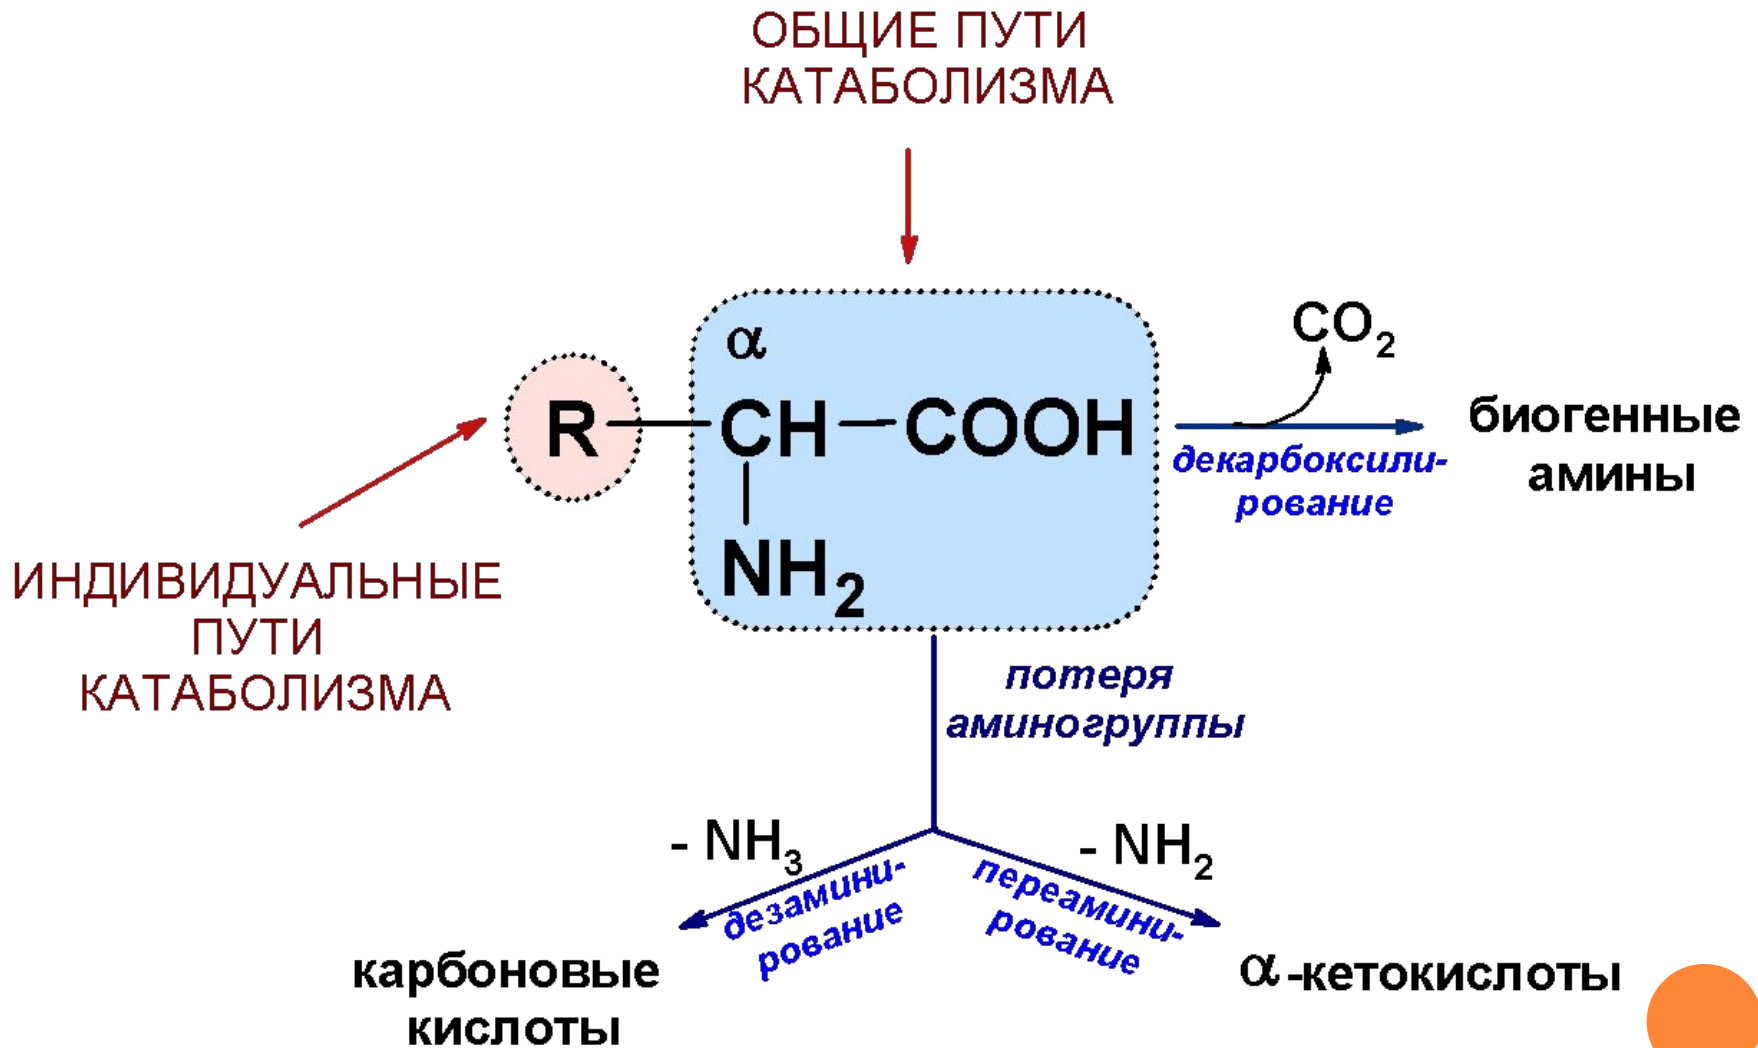 ОБЩИЕ ПУТИ
КАТАБОЛИЗМА
α
CO₂
R
CH
COOH
NH₂
декарбоксили-
рование
биогенные
амины
ИНДИВИДУАЛЬНЫЕ
ПУТИ
КАТАБОЛИЗМА
потеря
аминогруппы
- NH₃
- NH₂
дезамини-
рование
переамини-
рование
карбоновые
кислоты
α-кетокислоты